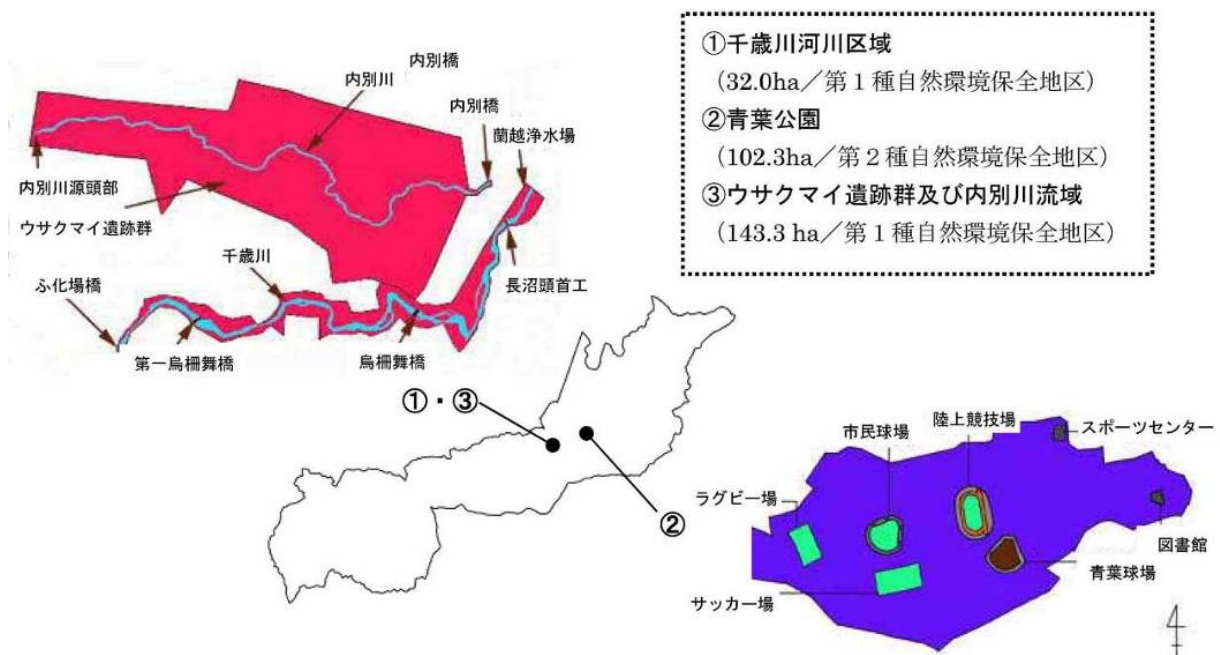 ①千歳川河川区域
（32.0ha／第１種自然環境保全地区）
②青葉公園
（102.3ha／第２種自然環境保全地区）
③ウサクマイ遺跡群及び内別川流域
（143.3 ha／第１種自然環境保全地区）
内別橋
内別川
内別橋
蘭越浄水場
内別川源頭部
ウサクマイ遺跡群
千歳川
長沼頭首工
ふ化場橋
第一烏柵舞橋
烏柵舞橋
①・③
②
陸上競技場
市民球場
スポーツセンター
ラグビー場
図書館
青葉球場
サッカー場